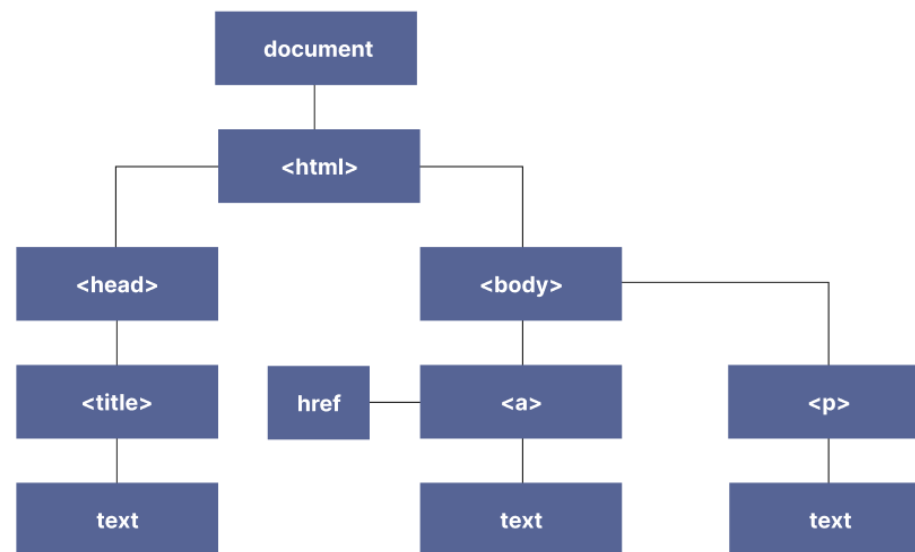 document
<html>
<head>
<body>
<title>
href
<a>
<p>
text
text
text